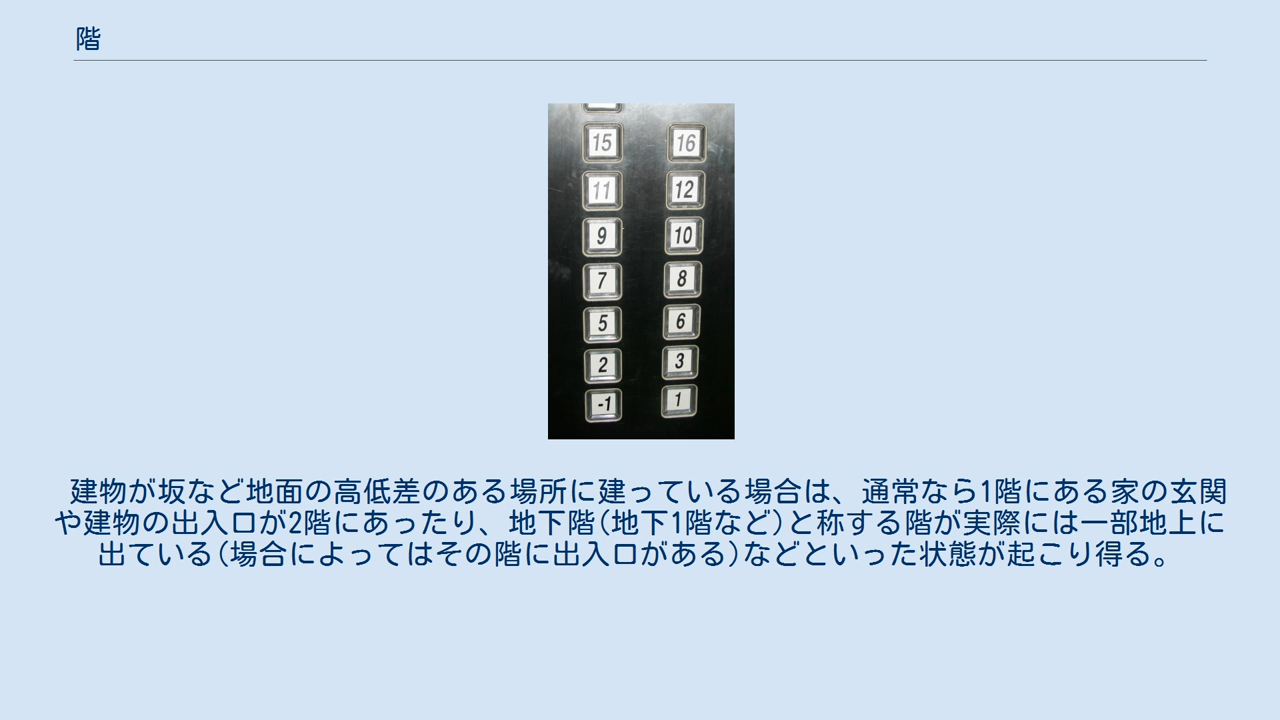 階
15 16
11 12
9 10
7 8
5 6
2 3
-1 1
建物が坂など地面の高低差のある場所に建っている場合は、通常なら1階にある家の玄関
や建物の出入口が2階にあったり、地下階(地下1階など)と称する階が実際には一部地上に
出ている(場合によってはその階に出入口がある)などといった状態が起こり得る。